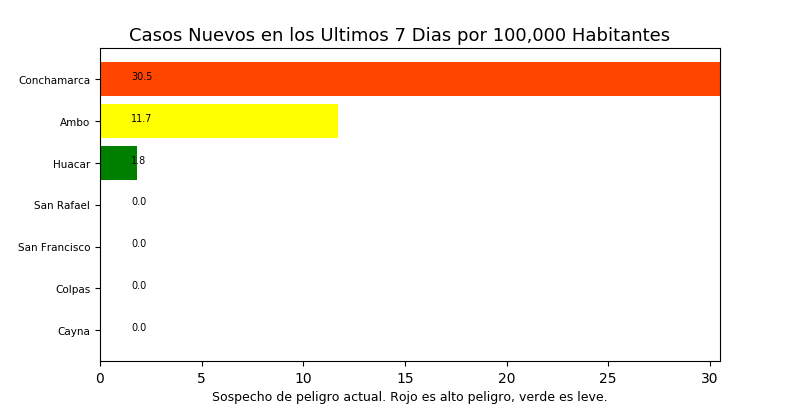 Casos Nuevos en los Ultimos 7 Dias por 100,000 Habitantes
Conchamarca 30.5
Ambo 11.7
Huacar 1.8
San Rafael 0.0
San Francisco 0.0
Colpas 0.0
Cayna 0.0
0 5 10 15 20 25 30
Sospecho de peligro actual. Rojo es alto peligro, verde es leve.